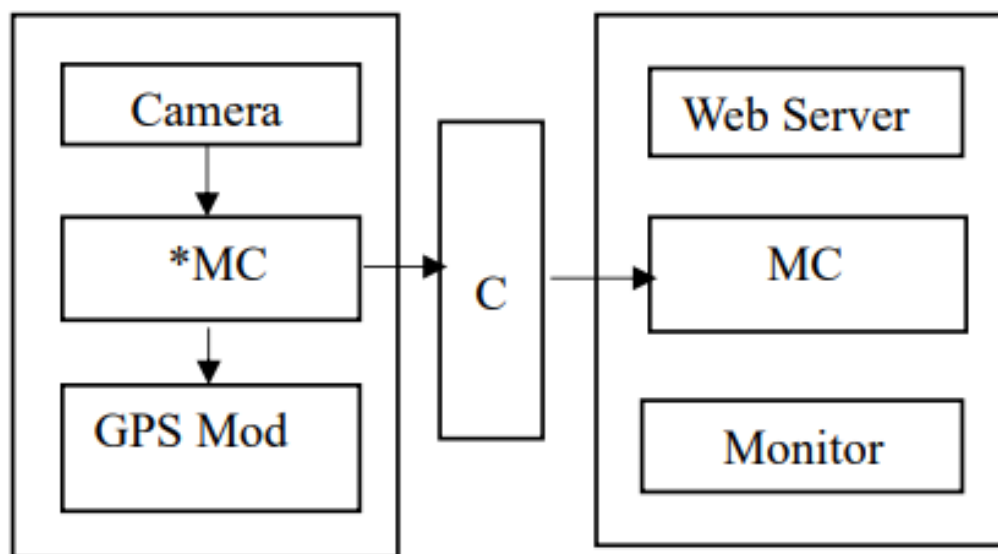 Camera
*MC
GPS Mod
C
Web Server
MC
Monitor